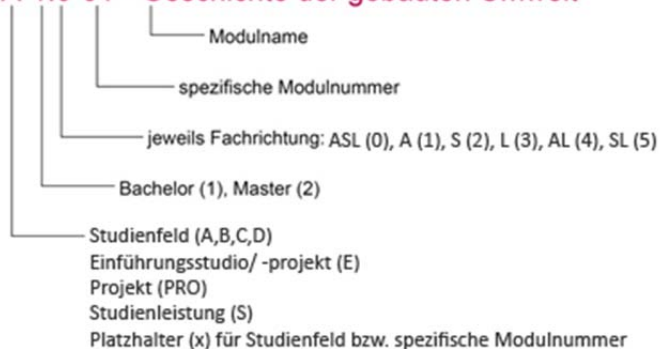 Modulname
spezifische Modulnummer
jeweils Fachrichtung: ASL (0), A (1), S (2), L (3), AL (4), SL (5)
Bachelor (1), Master (2)
Studienfeld (A,B,C,D)
Einführungsstudio/ -projekt (E)
Projekt (PRO)
Studienleistung (S)
Platzhalter (x) für Studienfeld bzw. spezifische Modulnummer